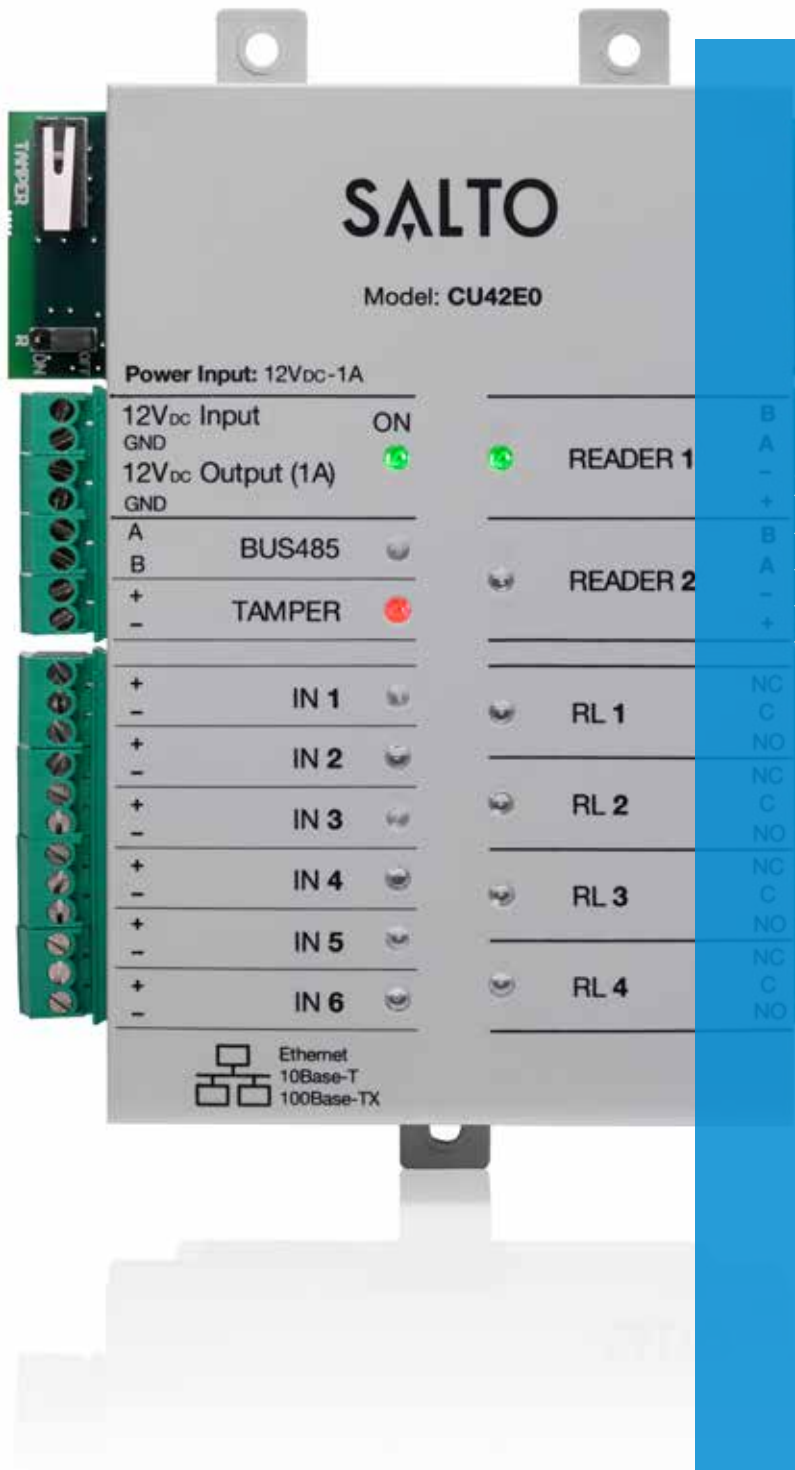 TAMPER
R
ON
OFF
SALTO
Model: CU42E0
Power Input: 12VDC-1A
12VDC Input
ON
GND
12VDC Output (1A)
GND
A
BUS485
B
+
TAMPER
–
+
IN 1
–
+
IN 2
–
+
IN 3
–
+
IN 4
–
+
IN 5
–
+
IN 6
–
Ethernet
10Base-T
100Base-TX
READER 1
B
A
–
+
READER 2
B
A
–
+
RL 1
NC
C
NO
RL 2
NC
C
NO
RL 3
NC
C
NO
RL 4
NC
C
NO